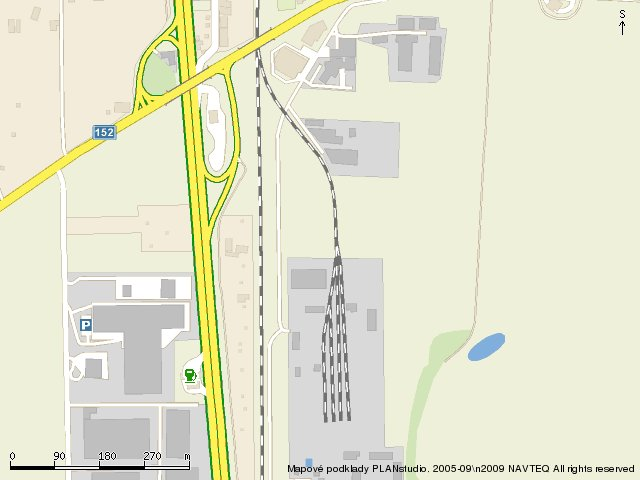 S
152
P
0 90 180 270 m
Mapové podklady PLANstudio, 2005-09\n2009 NAVTEQ All rights reserved